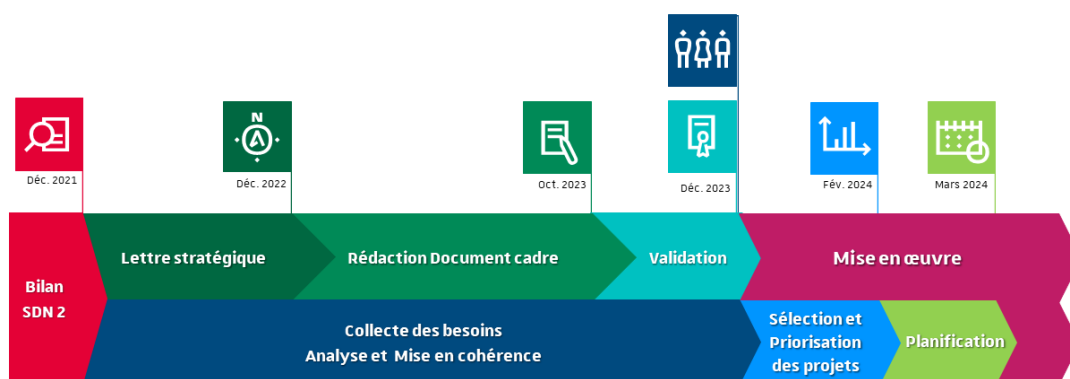 N
Déc. 2021
Déc. 2022
Oct. 2023
Déc. 2023
Fév. 2024
Mars 2024
Bilan
SDN 2
Lettre stratégique
Rédaction Document cadre
Validation
Mise en œuvre
Collecte des besoins
Analyse et Mise en cohérence
Sélection et
Priorisation
des projets
Planification